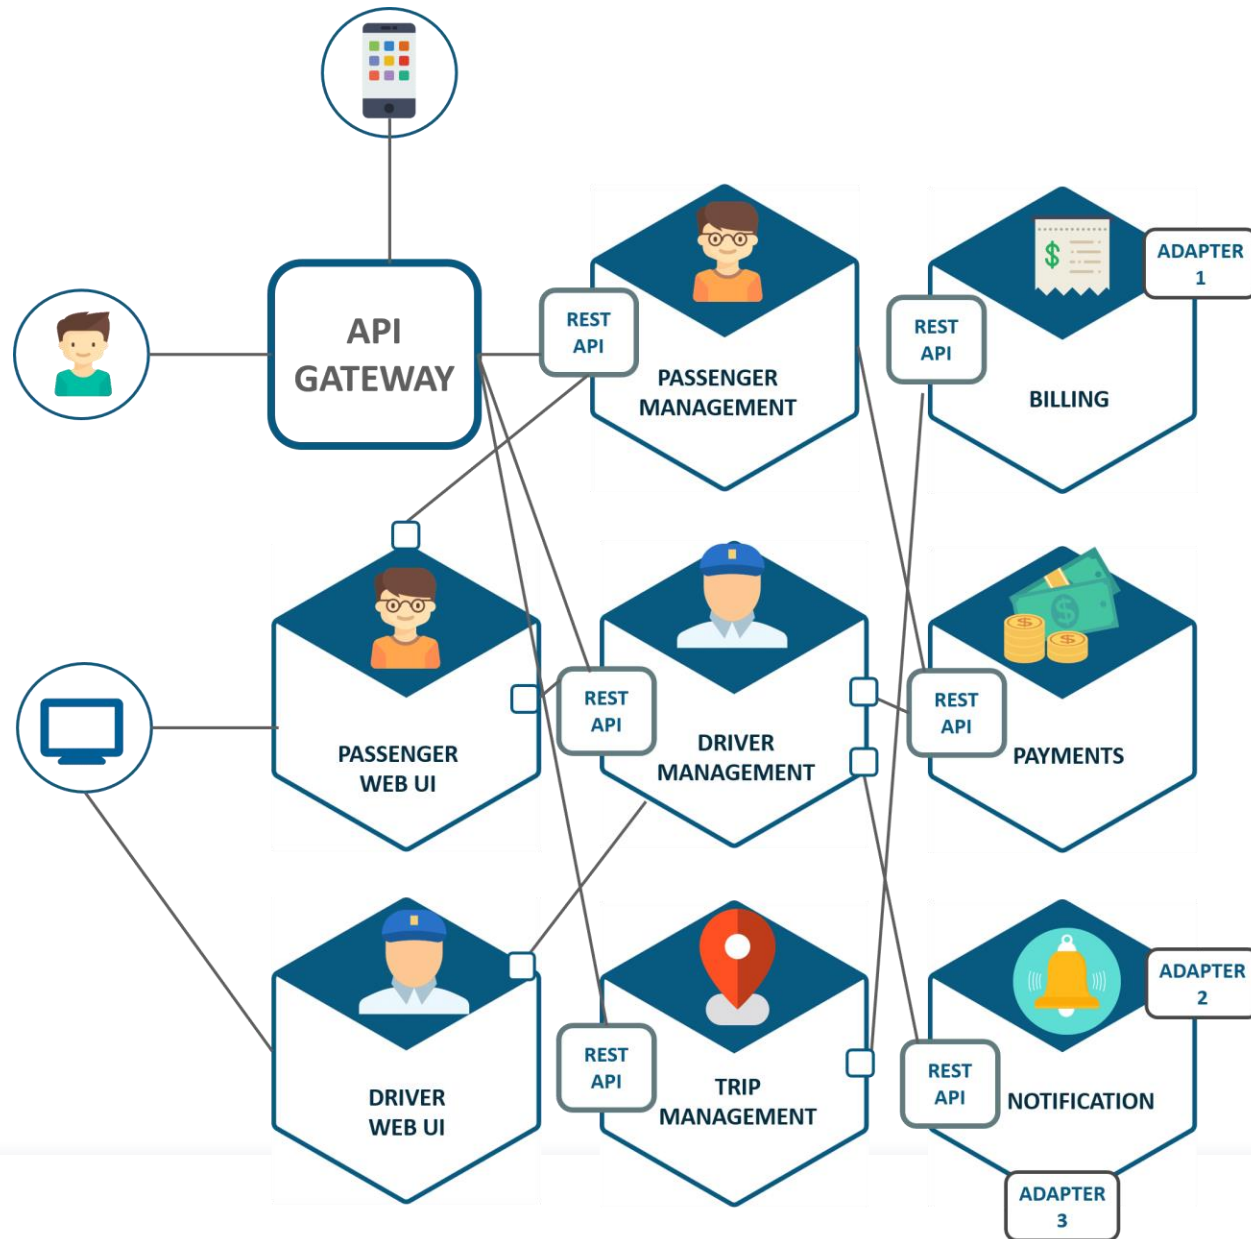 API
GATEWAY
REST
API
PASSENGER
MANAGEMENT
REST
API
BILLING
ADAPTER
1
PASSENGER
WEB UI
REST
API
DRIVER
MANAGEMENT
REST
API
PAYMENTS
DRIVER
WEB UI
REST
API
TRIP
MANAGEMENT
REST
API
NOTIFICATION
ADAPTER
2
ADAPTER
3